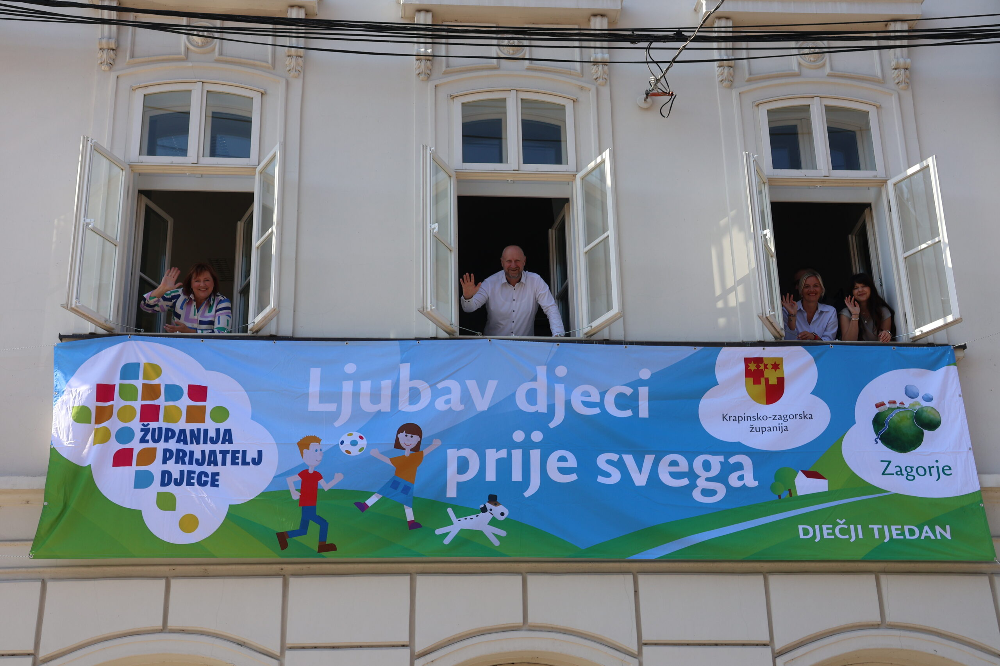 ŽUPANIJA
PRIJATELJ
DJECE
Ljubav djeci
prije svega
Krapinsko-zagorska
županija
Zagorje
DJEČJI TJEDAN